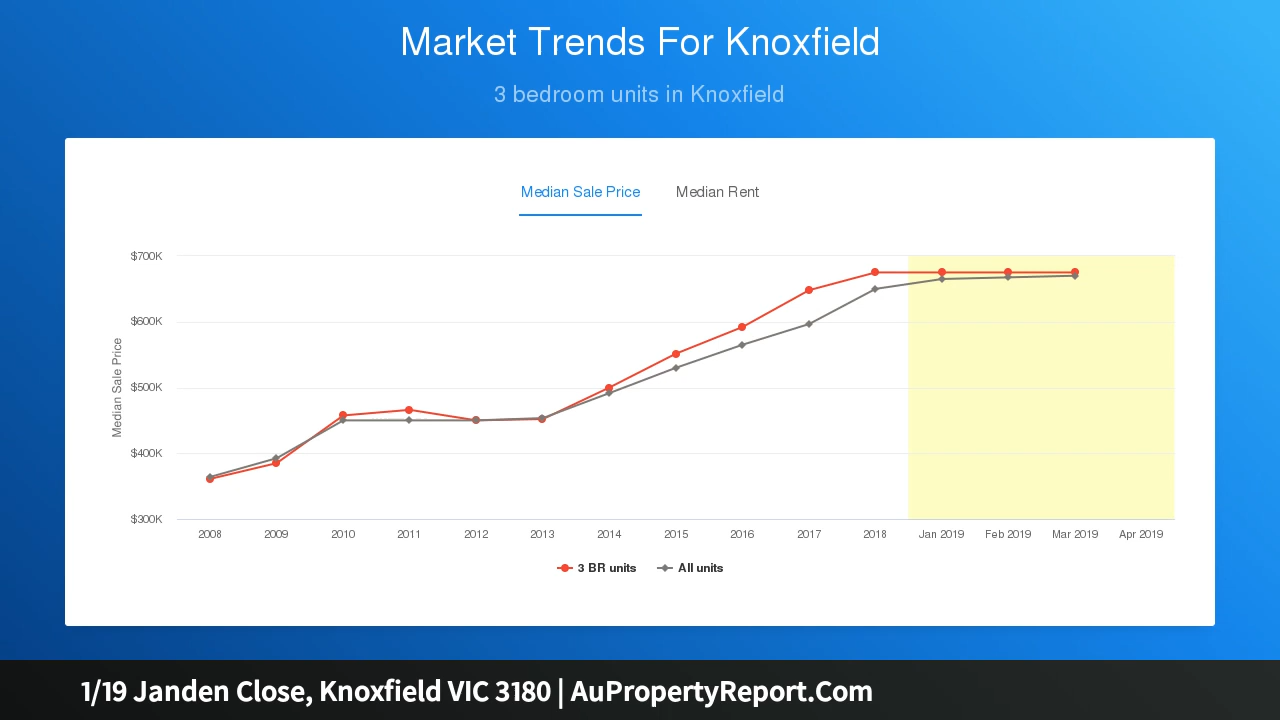 Market Trends For Knoxfield
3 bedroom units in Knoxfield
Median Sale Price Median Rent
$700K
$600K
$500K
$400K
$300K
Median Sale Price
2008 2009 2010 2011 2012 2013 2014 2015 2016 2017 2018 Jan 2019 Feb 2019 Mar 2019 Apr 2019
3 BR units All units
1/19 Janden Close, Knoxfield VIC 3180 | AuPropertyReport.Com